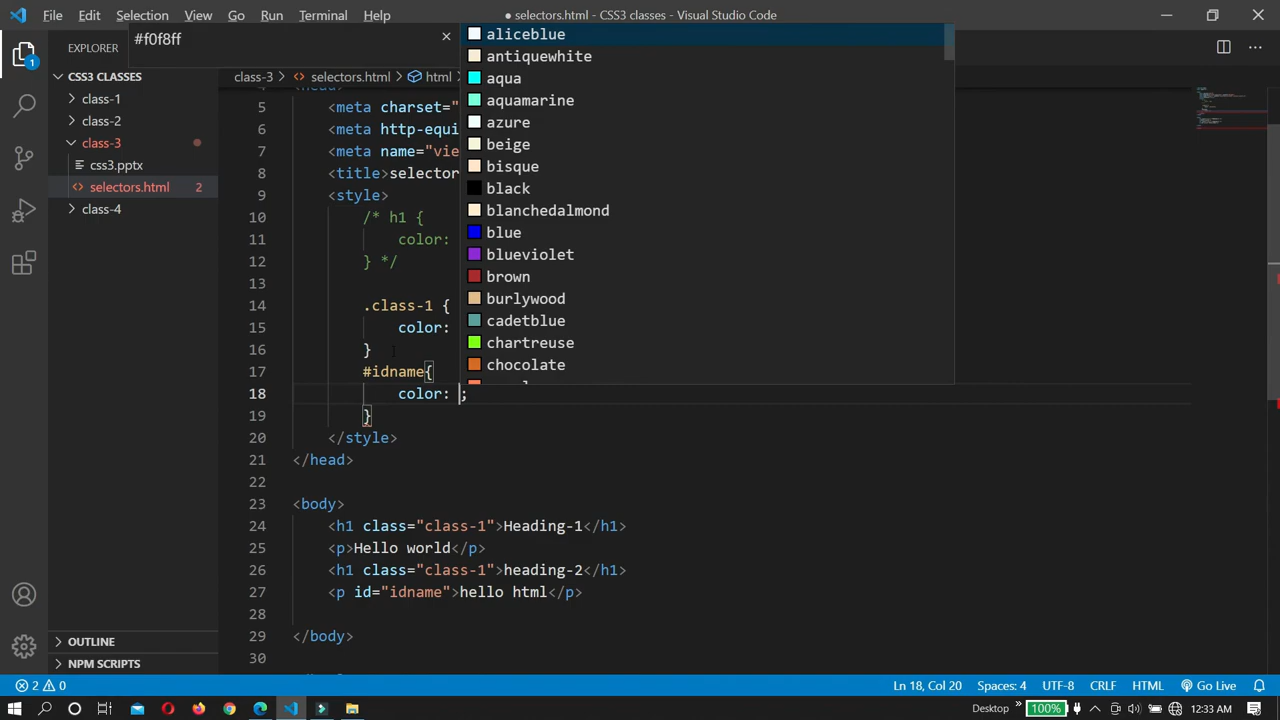 File Edit Selection View Go Run Terminal Help
● selectors.html - CSS3 classes - Visual Studio Code
EXPLORER
#f0f8ff
CSS3 CLASSES
class-1
class-2
class-3
css3.pptx
selectors.html 2
class-4
OUTLINE
NPM SCRIPTS
1
class-3 > selectors.html > html
aliceblue
antiquewhite
aqua
aquamarine
azure
beige
bisque
black
blanchedalmond
blue
blueviolet
brown
burlywood
cadetblue
chartreuse
chocolate
5 <meta charset="
6 <meta http-equi
7 <meta name="vie
8 <title>selector
9 <style>
10 /* h1 {
11 color:
12 } */
13
14 .class-1 {
15 color:
16 }
17 #idname{
18 color: ;
19 }
20 </style>
21 </head>
22
23 <body>
24 <h1 class="class-1">Heading-1</h1>
25 <p>Hello world</p>
26 <h1 class="class-1">heading-2</h1>
27 <p id="idname">hello html</p>
28
29 </body>
30
2 0 Ln 18, Col 20 Spaces: 4 UTF-8 CRLF HTML Go Live
Desktop 100% 12:33 AM